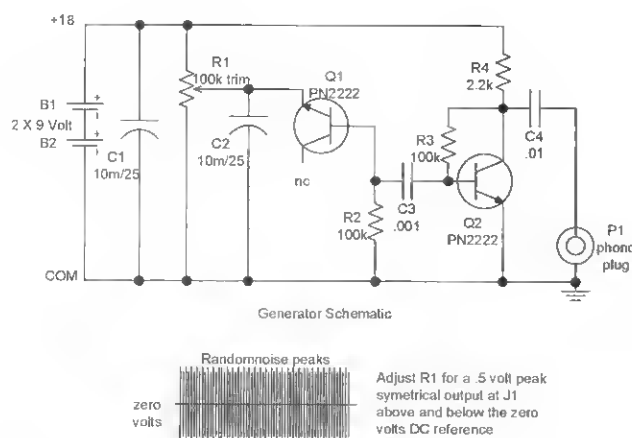 +18
R1
100k trim
Q1
PN2222
R4
2.2k
B1
2 X 9 Volt
B2
C1
10m/25
C2
10m/25
nc
R3
100k
C4
.01
R2
100k
C3
.001
Q2
PN2222
P1
phono
plug
COM
Generator Schematic
Randomnoise peaks
zero
volts
Adjust R1 for a .5 volt peak
symetrical output at J1
above and below the zero
volts DC reference